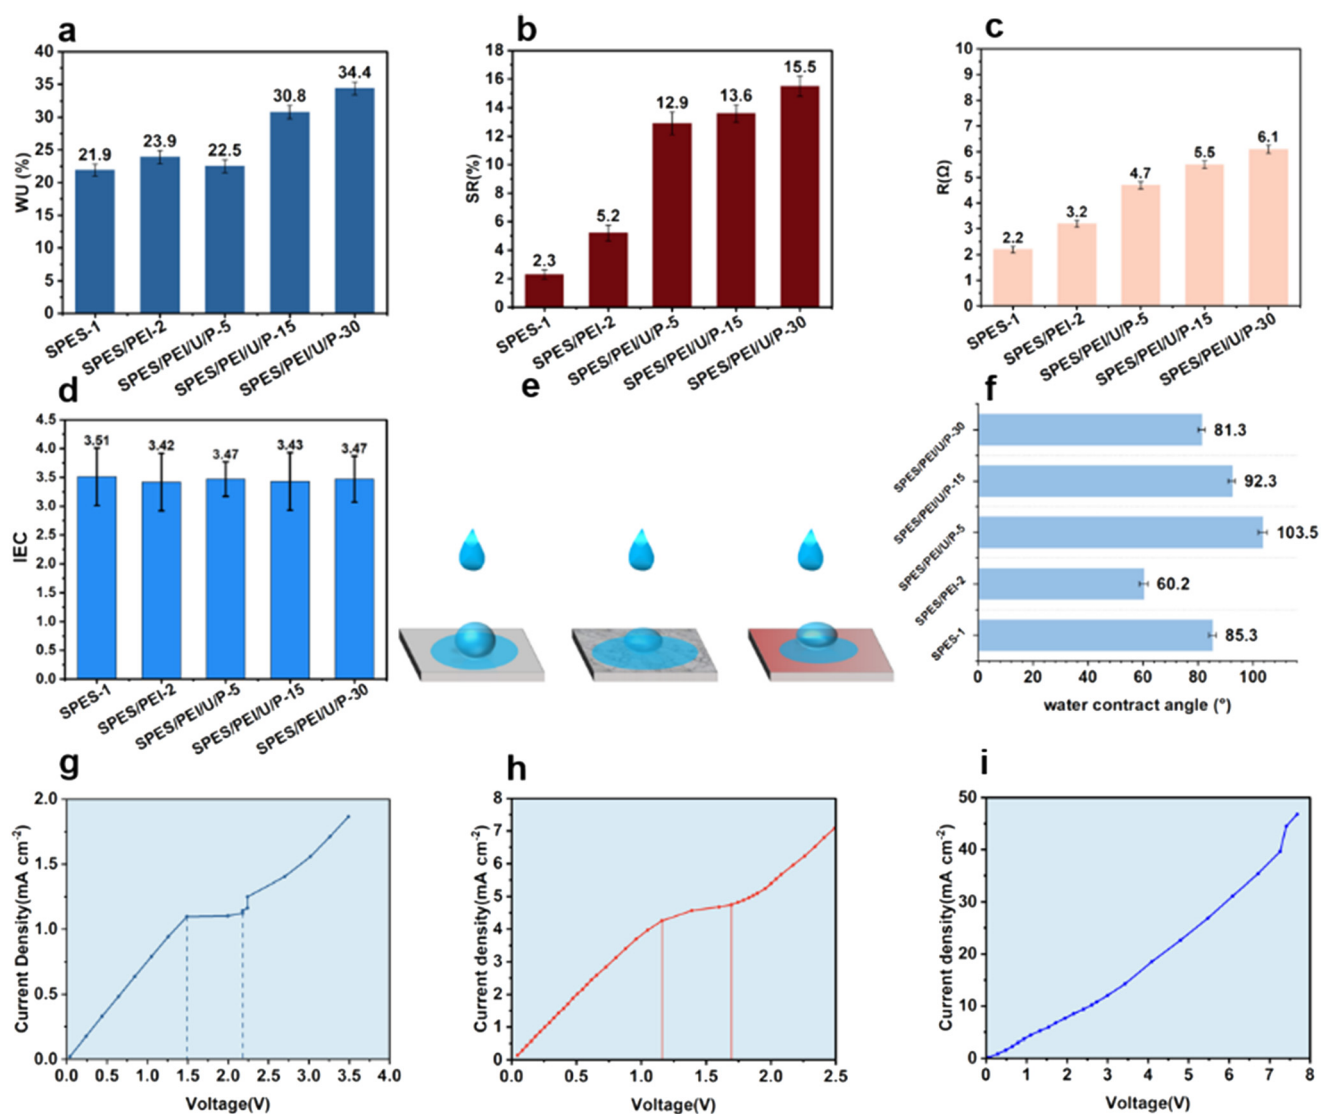 a
WU (%)
40
35
30
25
20
15
10
5
0
21.9
23.9
22.5
30.8
34.4
SPES-1
SPES/PEI-2
SPES/PEI/U/P-5
SPES/PEI/U/P-15
SPES/PEI/U/P-30
b
SR(%)
18
16
14
12
10
8
6
4
2
0
2.3
5.2
12.9
13.6
15.5
SPES-1
SPES/PEI-2
SPES/PEI/U/P-5
SPES/PEI/U/P-15
SPES/PEI/U/P-30
c
R(Ω)
10
9
8
7
6
5
4
3
2
1
0
2.2
3.2
4.7
5.5
6.1
SPES-1
SPES/PEI-2
SPES/PEI/U/P-5
SPES/PEI/U/P-15
SPES/PEI/U/P-30
d
IEC
4.5
4.0
3.5
3.0
2.5
2.0
1.5
1.0
0.5
0.0
3.51
3.42
3.47
3.43
3.47
SPES-1
SPES/PEI-2
SPES/PEI/U/P-5
SPES/PEI/U/P-15
SPES/PEI/U/P-30
e
f
SPES/PEI/U/P-30
SPES/PEI/U/P-15
SPES/PEI/U/P-5
SPES/PEI-2
SPES-1
81.3
92.3
103.5
60.2
85.3
0 20 40 60 80 100
water contract angle (°)
g
Current Density(mA cm-2)
2.0
1.5
1.0
0.5
0.0
0.0 0.5 1.0 1.5 2.0 2.5 3.0 3.5 4.0
Voltage(V)
h
Current density(mA cm-2)
8
7
6
5
4
3
2
1
0
0.0 0.5 1.0 1.5 2.0 2.5
Voltage(V)
i
Current density(mA cm-2)
50
40
30
20
10
0
0 1 2 3 4 5 6 7 8
Voltage(V)